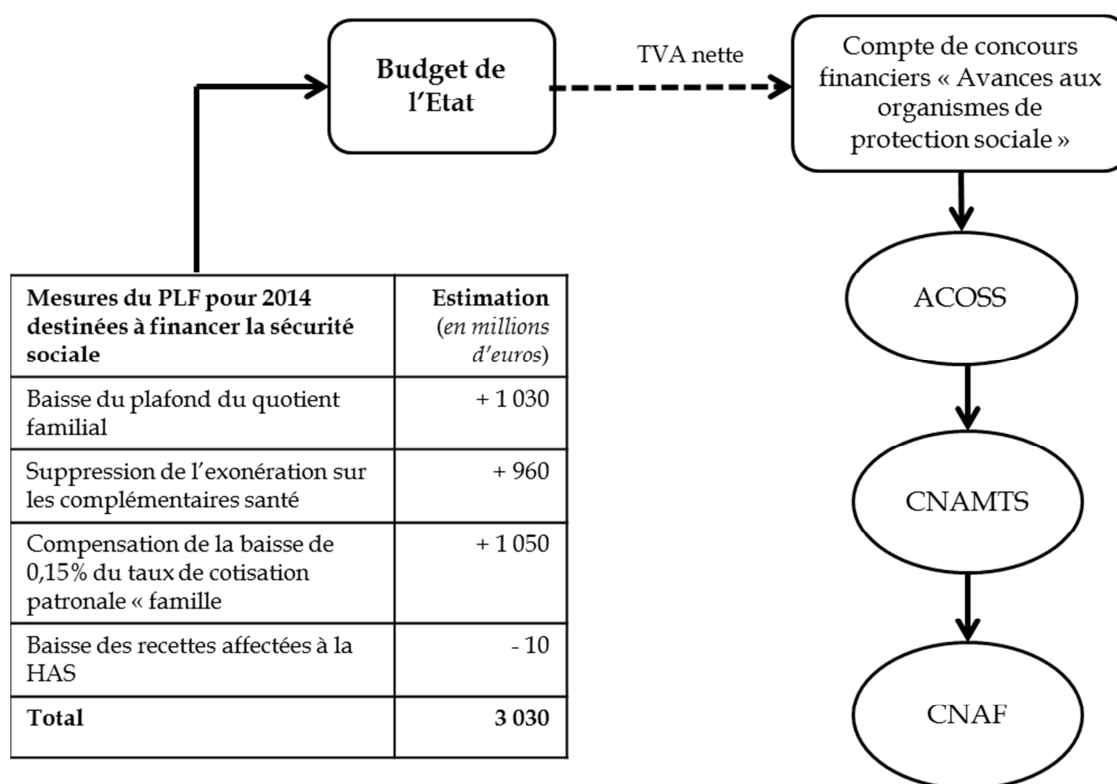 Budget de
l'Etat
TVA nette
Compte de concours
financiers « Avances aux
organismes de
protection sociale »
ACOSS
CNAMTS
CNAF
Mesures du PLF pour 2014
destinées à financer la sécurité
sociale
Estimation
(en millions
d'euros)
Baisse du plafond du quotient
familial
+ 1 030
Suppression de l'exonération sur
les complémentaires santé
+ 960
Compensation de la baisse de
0,15% du taux de cotisation
patronale « famille
+ 1 050
Baisse des recettes affectées à la
HAS
- 10
Total
3 030